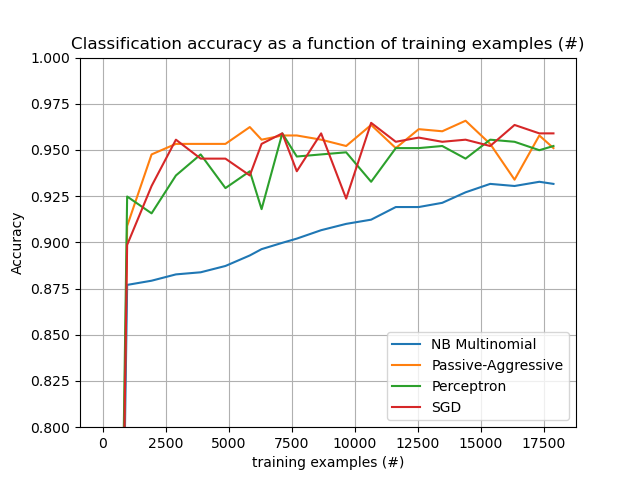 Classification accuracy as a function of training examples (#)
1.000
0.975
0.950
0.925
0.900
0.875
0.850
0.825
0.800
Accuracy
NB Multinomial
Passive-Aggressive
Perceptron
SGD
0 2500 5000 7500 10000 12500 15000 17500
training examples (#)